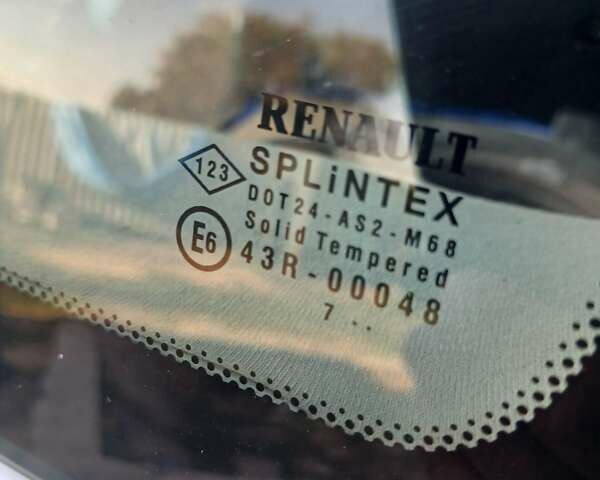 RENAULT
123 SPLiNTEX
DOT24-AS2-M68
Solid Tempered
E6 43R-00048
7 ..